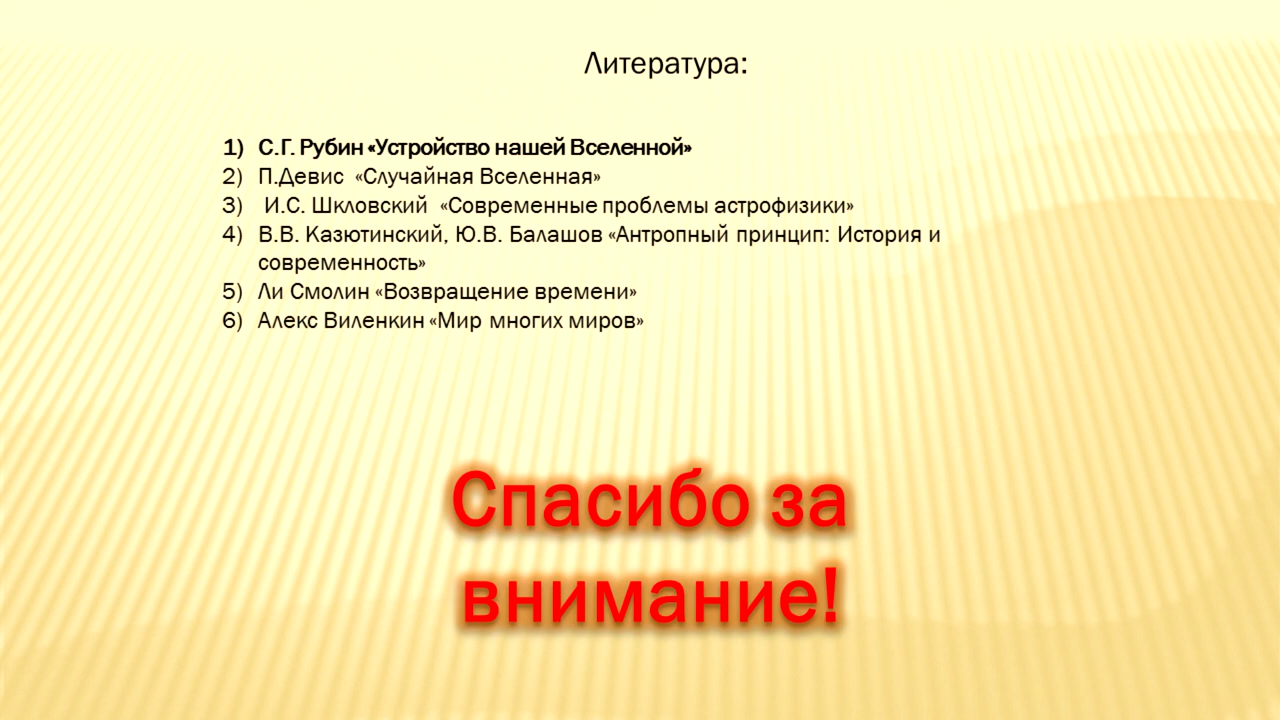 Литература:
1) С.Г. Рубин «Устройство нашей Вселенной»
2) П.Девис «Случайная Вселенная»
3) И.С. Шкловский «Современные проблемы астрофизики»
4) В.В. Казютинский, Ю.В. Балашов «Антропный принцип: История и
современность»
5) Ли Смолин «Возвращение времени»
6) Алекс Виленкин «Мир многих миров»
Спасибо за
внимание!